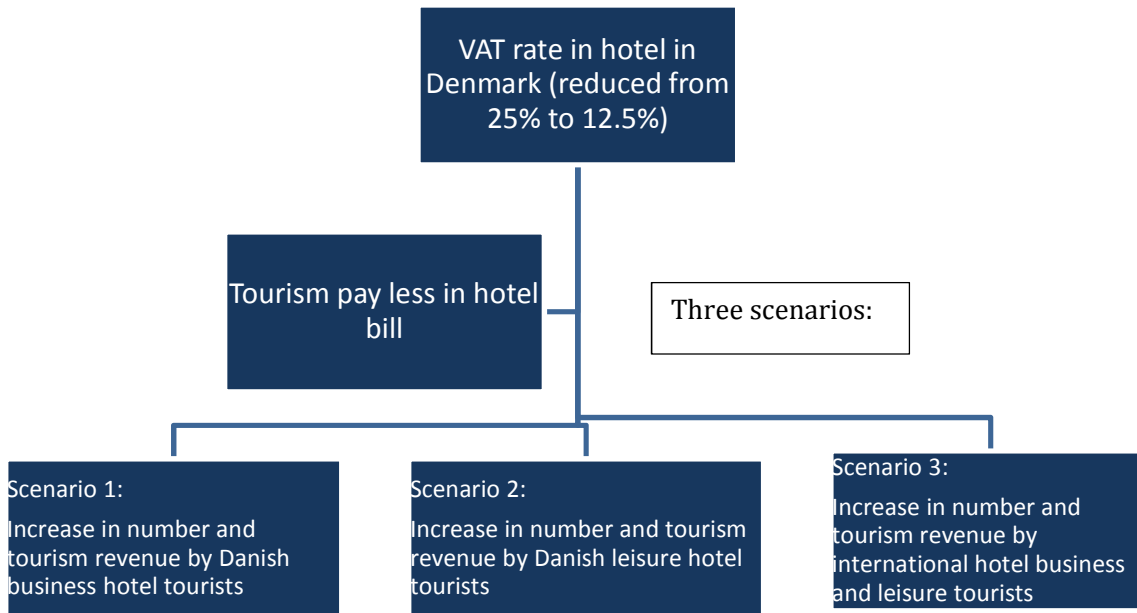 VAT rate in hotel in
Denmark (reduced from
25% to 12.5%)
Tourism pay less in hotel
bill
Three scenarios:
Scenario 1:
Increase in number and
tourism revenue by Danish
business hotel tourists
Scenario 2:
Increase in number and tourism
revenue by Danish leisure hotel
tourists
Scenario 3:
Increase in number and
tourism revenue by
international hotel business
and leisure tourists